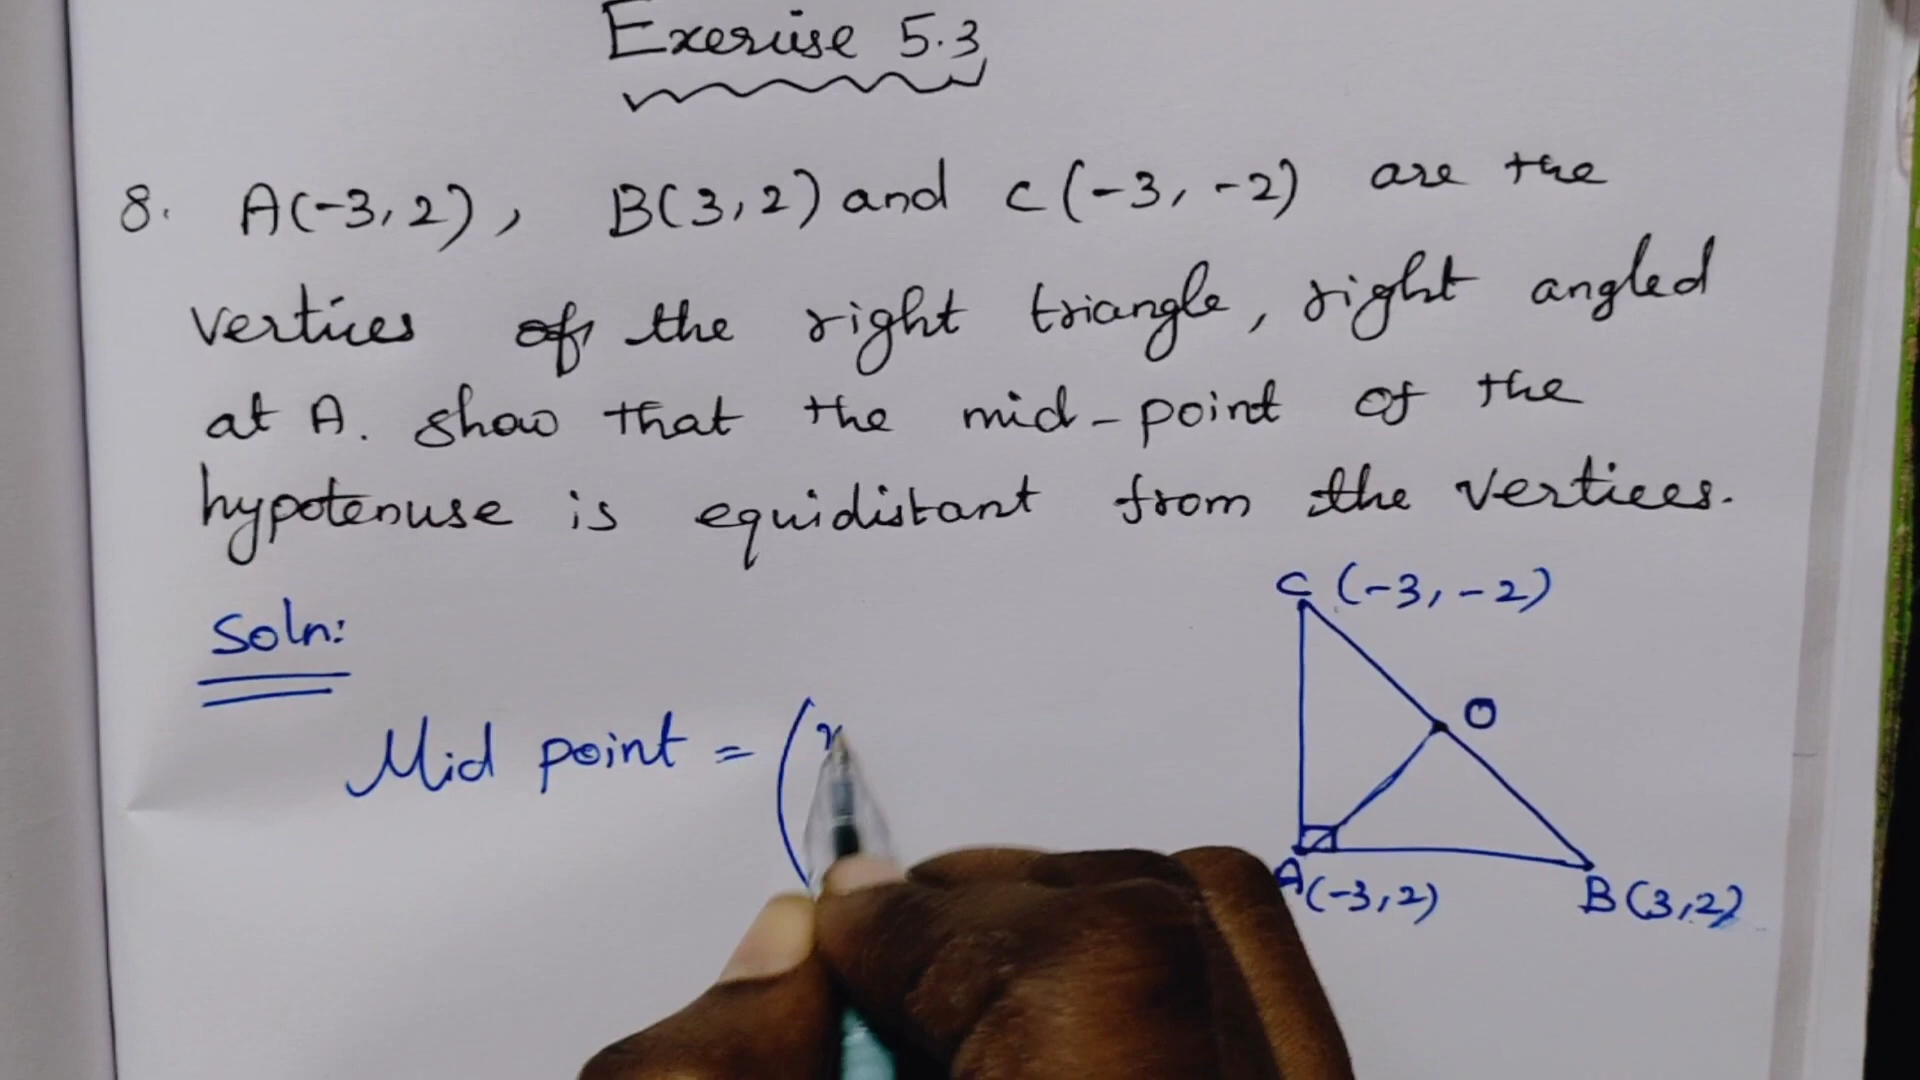 Exercise 5.3
8. A(-3,2), B(3,2) and C(-3,-2) are the
vertices of the right triangle, right angled
at A. show that the mid-point of the
hypotenuse is equidistant from the vertices.
Soln:
C(-3,-2)
Mid point = (x
O
A(-3,2)
B(3,2)